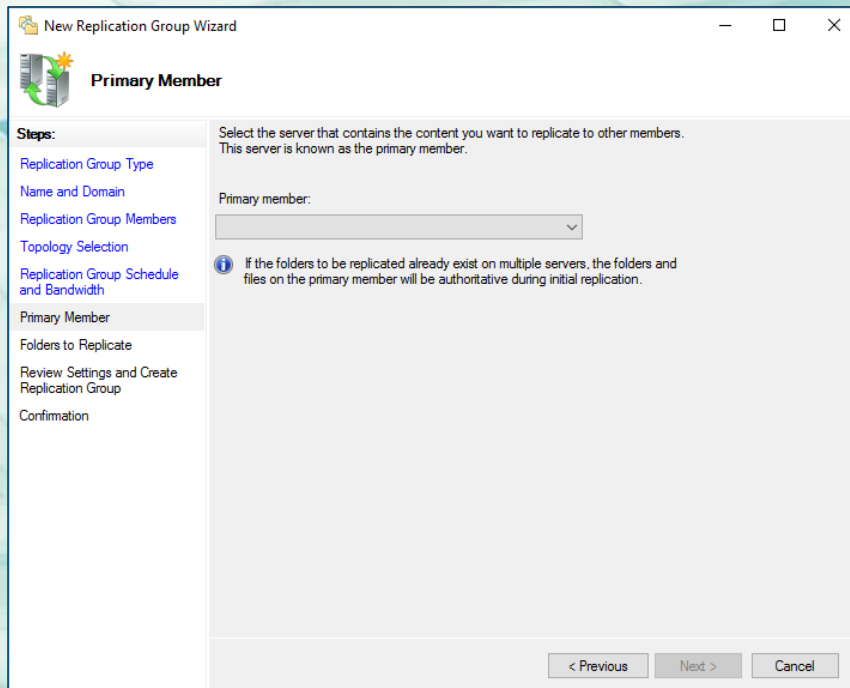 New Replication Group Wizard
Primary Member
Steps:
Replication Group Type
Name and Domain
Replication Group Members
Topology Selection
Replication Group Schedule
and Bandwidth
Primary Member
Folders to Replicate
Review Settings and Create
Replication Group
Confirmation
Select the server that contains the content you want to replicate to other members.
This server is known as the primary member.
Primary member:
If the folders to be replicated already exist on multiple servers, the folders and
files on the primary member will be authoritative during initial replication.
< Previous
Next >
Cancel